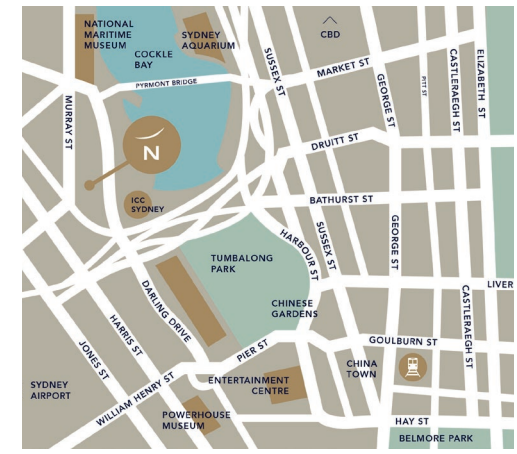 NATIONAL
MARITIME
MUSEUM
COCKLE
BAY
SYDNEY
AQUARIUM
CBD
PYRMONT BRIDGE
SUSSEX ST
MARKET ST
GEORGE ST
PITT ST
CASTLERAEGH ST
ELIZABETH ST
MURRAY ST
N
DRUITT ST
ICC
SYDNEY
BATHURST ST
HARBOUR ST
SUSSEX ST
GEORGE ST
TUMBALONG
PARK
DARLING DRIVE
CHINESE
GARDENS
LIVER
CASTLERAEGH ST
HARRIS ST
JONES ST
PIER ST
GOULBURN ST
CHINA
TOWN
SYDNEY
AIRPORT
WILLIAM HENRY ST
ENTERTAINMENT
CENTRE
POWERHOUSE
MUSEUM
HAY ST
BELMORE PARK